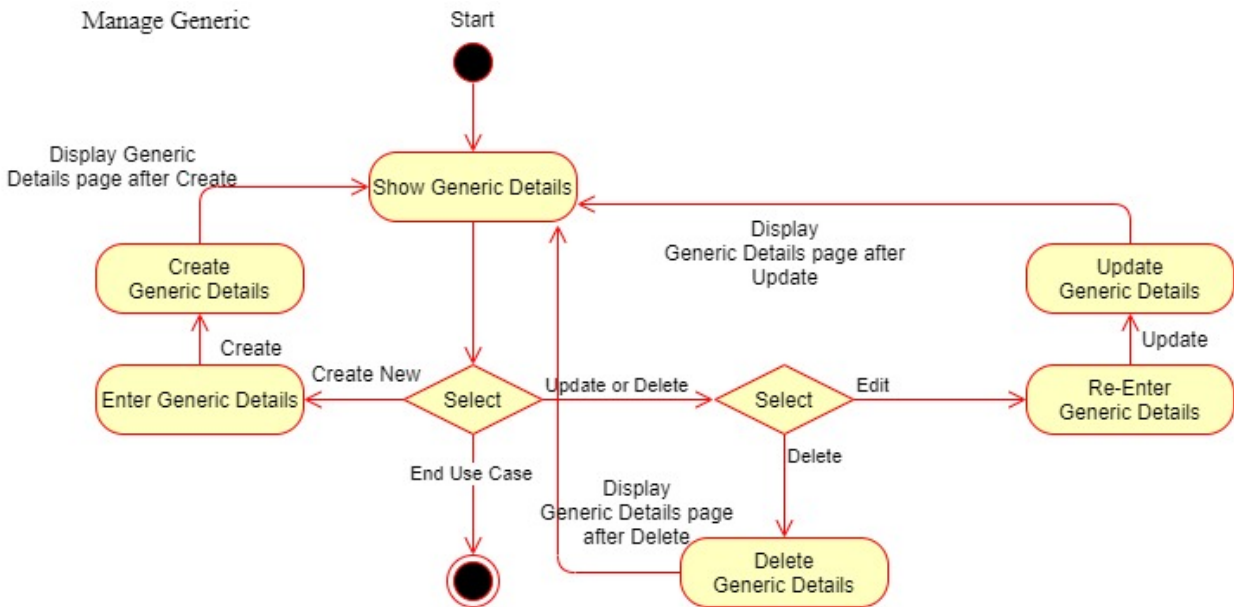 Manage Generic
Start
Display Generic
Details page after Create
Show Generic Details
Display
Generic Details page after
Update
Create
Generic Details
Update
Generic Details
Create
Update
Enter Generic Details
Create New
Select
Update or Delete
Select
Edit
Re-Enter
Generic Details
End Use Case
Delete
Display
Generic Details page
after Delete
Delete
Generic Details